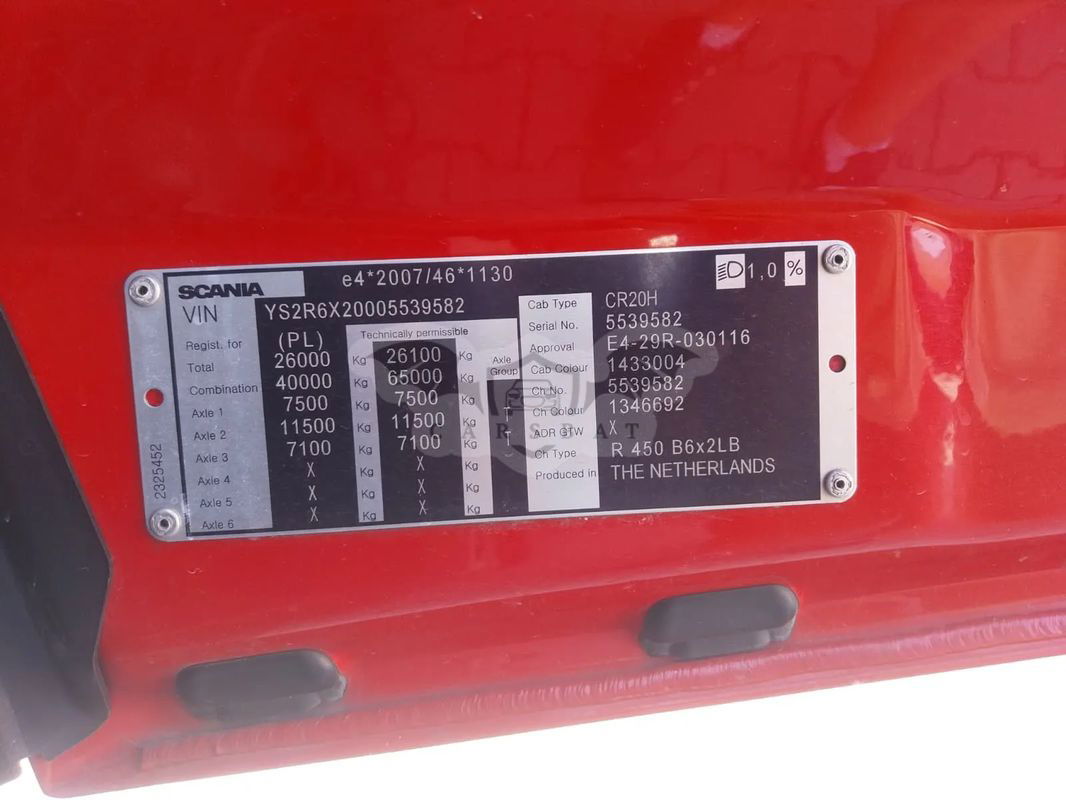 SCANIA e4*2007/46*1130 1,0 %
VIN YS2R6X20005539582
Regist. for (PL) Technically permissible
Total 26000 Kg 26100 Kg
Combination 40000 Kg 65000 Kg
Axle 1 7500 Kg 7500 Kg
Axle 2 11500 Kg 11500 Kg
Axle 3 7100 Kg 7100 Kg
Axle 4 X Kg X Kg
Axle 5 X Kg X Kg
Axle 6 X Kg X Kg
Axle
Group
Cab Type CR20H
Serial No. 5539582
Approval E4-29R-030116
Cab Colour 1433004
Ch No. 5539582
Ch Colour 1346692
ADR GTW X
Ch Type R 450 B6x2LB
Produced in THE NETHERLANDS
2325452
CARSBAT